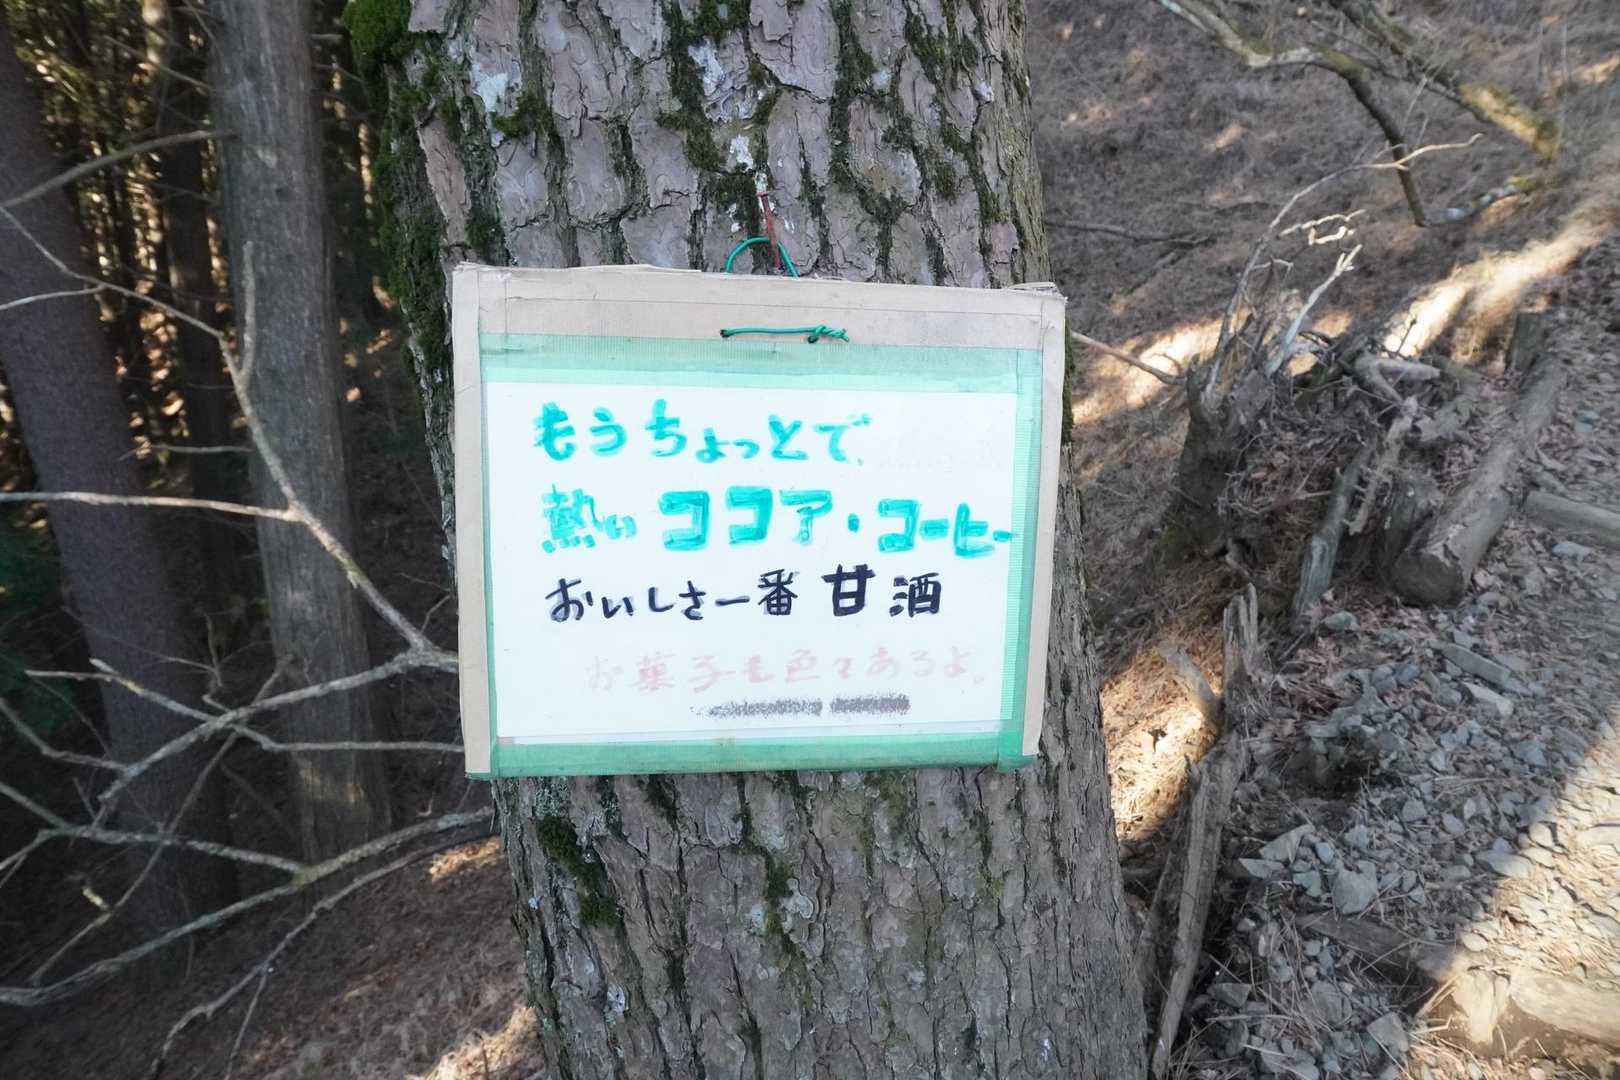 もうちょっとで、
熱いココア・コーヒー
おいしさ一番 甘酒
お菓子も色々あるよ。